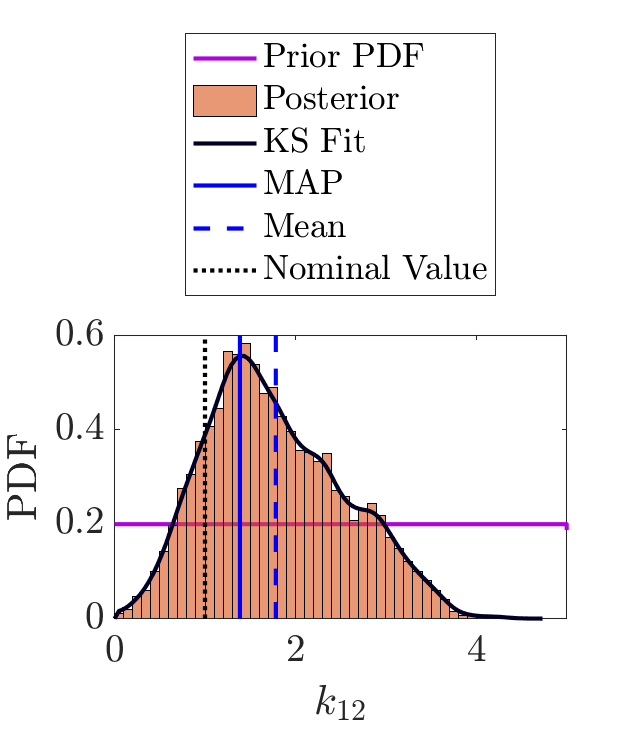 Prior PDF
Posterior
KS Fit
MAP
Mean
Nominal Value
0.6
0.4
0.2
0
PDF
0 2 4
k₁₂